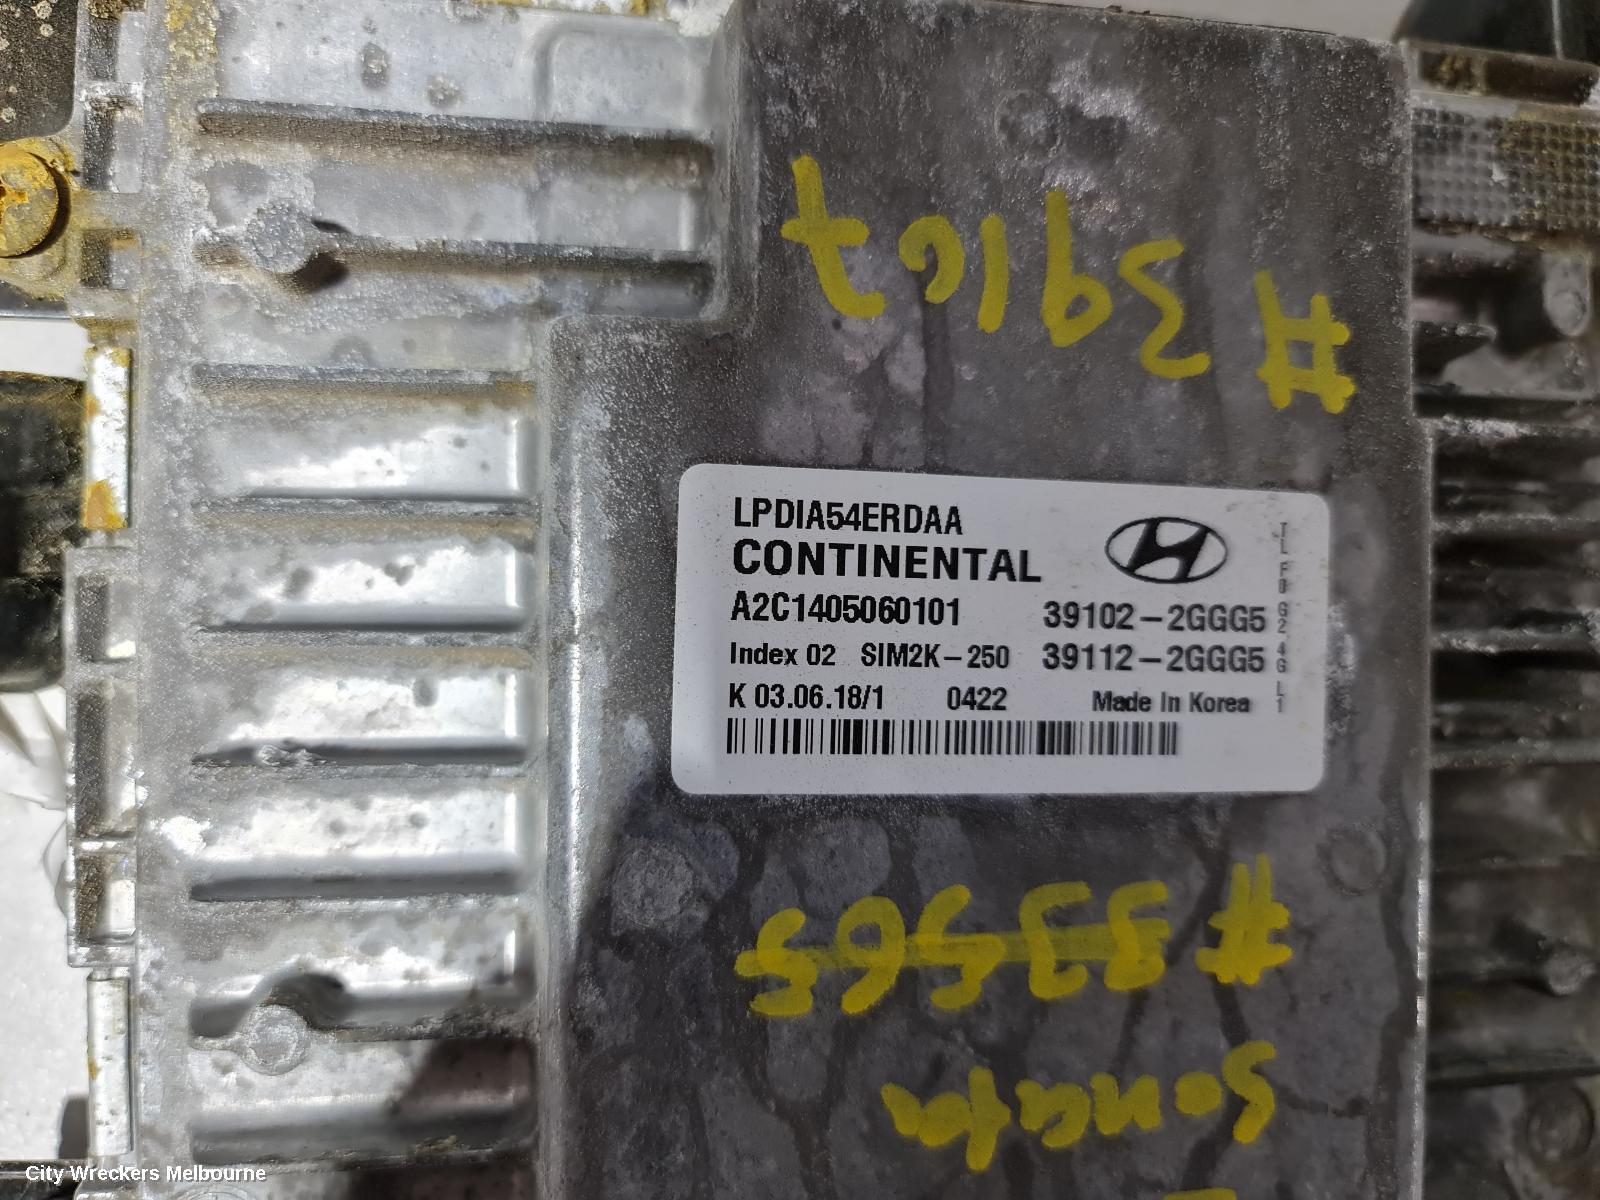 #39167
LPDIA54ERDAA
CONTINENTAL
A2C1405060101 39102-2GGG5
Index 02 SIM2K-250 39112-2GGG5
K 03.06.18/1 0422 Made In Korea
TLF0G24GL1
#33565
Sonata
City Wreckers Melbourne